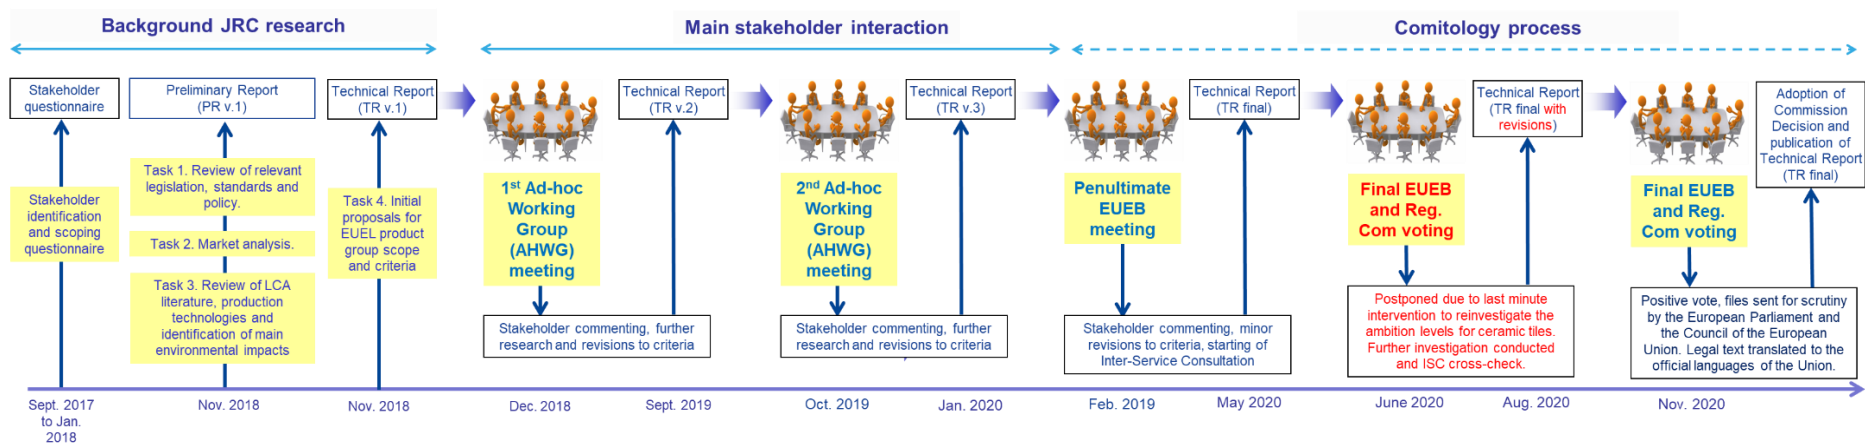 Background JRC research
Main stakeholder interaction
Comitology process
Stakeholder
questionnaire
Preliminary Report
(PR v.1)
Technical Report
(TR v.1)
Technical Report
(TR v.2)
Technical Report
(TR v.3)
Technical Report
(TR final)
Technical Report
(TR final with
revisions)
Adoption of
Commission
Decision and
publication of
Technical Report
(TR final)
Stakeholder
identification
and scoping
questionnaire
Task 1. Review of relevant
legislation, standards and
policy.
Task 2. Market analysis.
Task 3. Review of LCA
literature, production
technologies and
identification of main
environmental impacts
Task 4. Initial
proposals for
EUEL product
group scope
and criteria
1st Ad-hoc
Working
Group
(AHWG)
meeting
2nd Ad-hoc
Working
Group
(AHWG)
meeting
Penultimate
EUEB
meeting
Final EUEB
and Reg.
Com voting
Final EUEB
and Reg.
Com voting
Stakeholder commenting, further
research and revisions to criteria
Stakeholder commenting, further
research and revisions to criteria
Stakeholder commenting, minor
revisions to criteria, starting of
Inter-Service Consultation
Postponed due to last minute
intervention to reinvestigate the
ambition levels for ceramic tiles.
Further investigation conducted
and ISC cross-check.
Positive vote, files sent for scrutiny
by the European Parliament and
the Council of the European
Union. Legal text translated to the
official languages of the Union.
Sept. 2017
to Jan.
2018
Nov. 2018
Nov. 2018
Dec. 2018
Sept. 2019
Oct. 2019
Jan. 2020
Feb. 2019
May 2020
June 2020
Aug. 2020
Nov. 2020